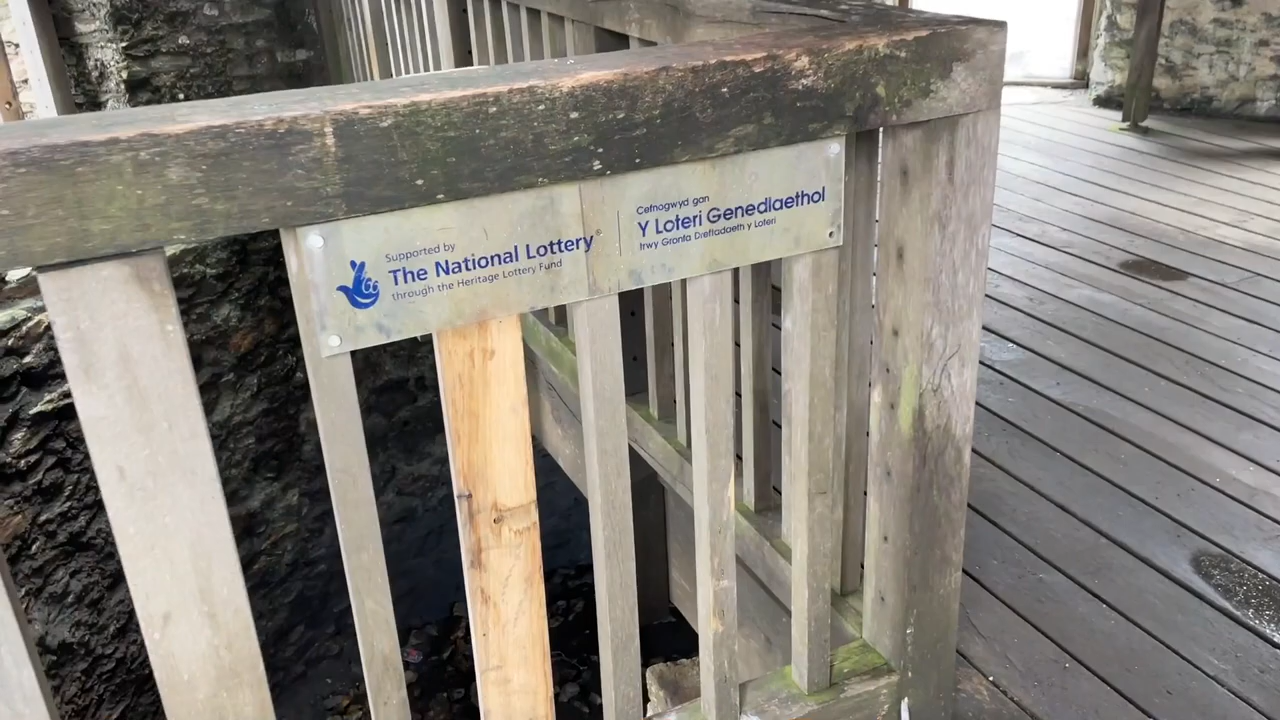 Supported by
The National Lottery®
through the Heritage Lottery Fund
Cefnogwyd gan
Y Loteri Genedlaethol
trwy Gronfa Dreftadaeth y Loteri